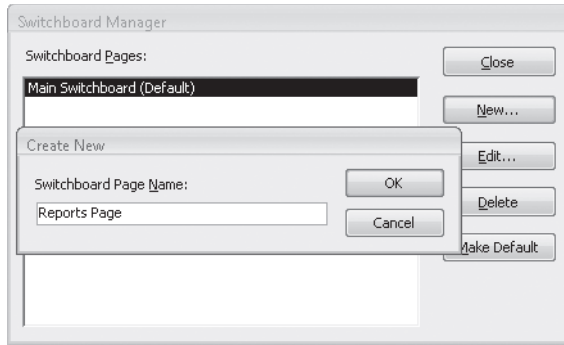 Switchboard Manager
Switchboard Pages:
Main Switchboard (Default)
Close
New...
Create New
Switchboard Page Name:
Reports Page
OK
Cancel
Edit...
Delete
Make Default